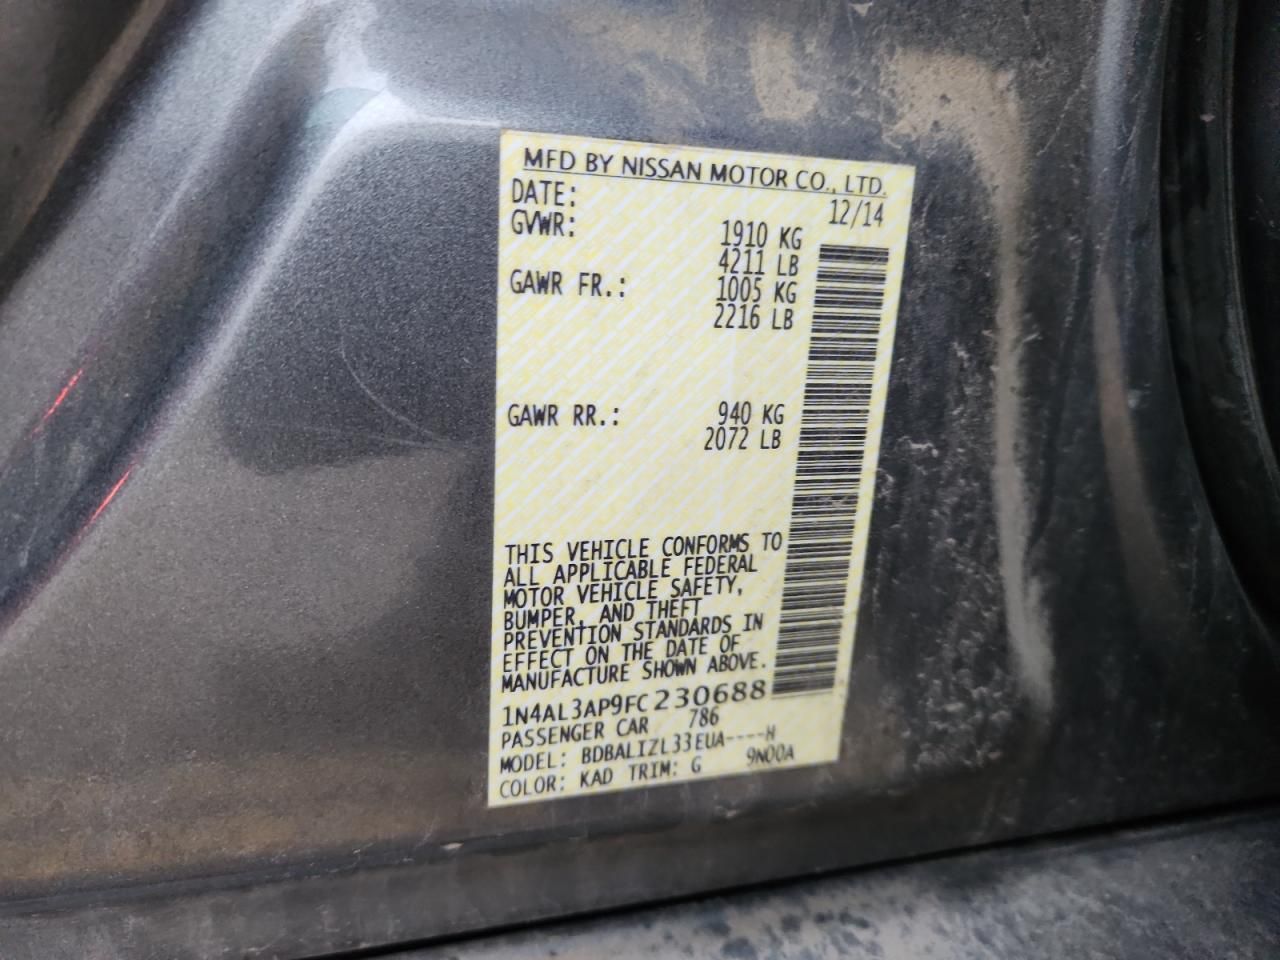 MFD BY NISSAN MOTOR CO., LTD.
DATE: 12/14
GVWR: 1910 KG
4211 LB
GAWR FR.: 1005 KG
2216 LB
GAWR RR.: 940 KG
2072 LB
THIS VEHICLE CONFORMS TO
ALL APPLICABLE FEDERAL
MOTOR VEHICLE SAFETY,
BUMPER, AND THEFT
PREVENTION STANDARDS IN
EFFECT ON THE DATE OF
MANUFACTURE SHOWN ABOVE.
1N4AL3AP9FC230688
PASSENGER CAR 786
MODEL: BDBALIZL33EUA----H
COLOR: KAD TRIM: G 9N00A